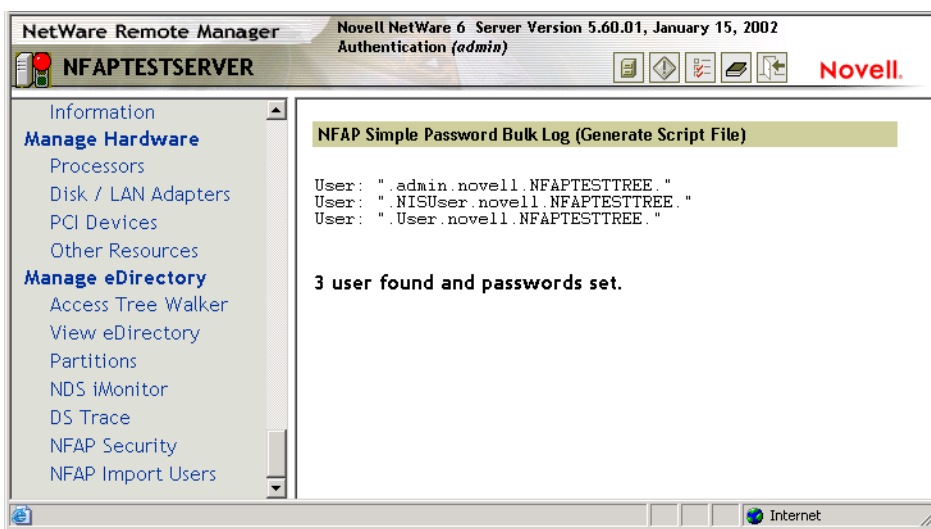 NetWare Remote Manager
Novell NetWare 6 Server Version 5.60.01, January 15, 2002
Authentication (admin)
NFAPTESTSERVER
Novell.
Information
Manage Hardware
Processors
Disk / LAN Adapters
PCI Devices
Other Resources
Manage eDirectory
Access Tree Walker
View eDirectory
Partitions
NDS iMonitor
DS Trace
NFAP Security
NFAP Import Users
NFAP Simple Password Bulk Log (Generate Script File)
User: ".admin.novell.NFAPTESTTREE."
User: ".NISUser.novell.NFAPTESTTREE."
User: ".User.novell.NFAPTESTTREE."
3 user found and passwords set.
Internet